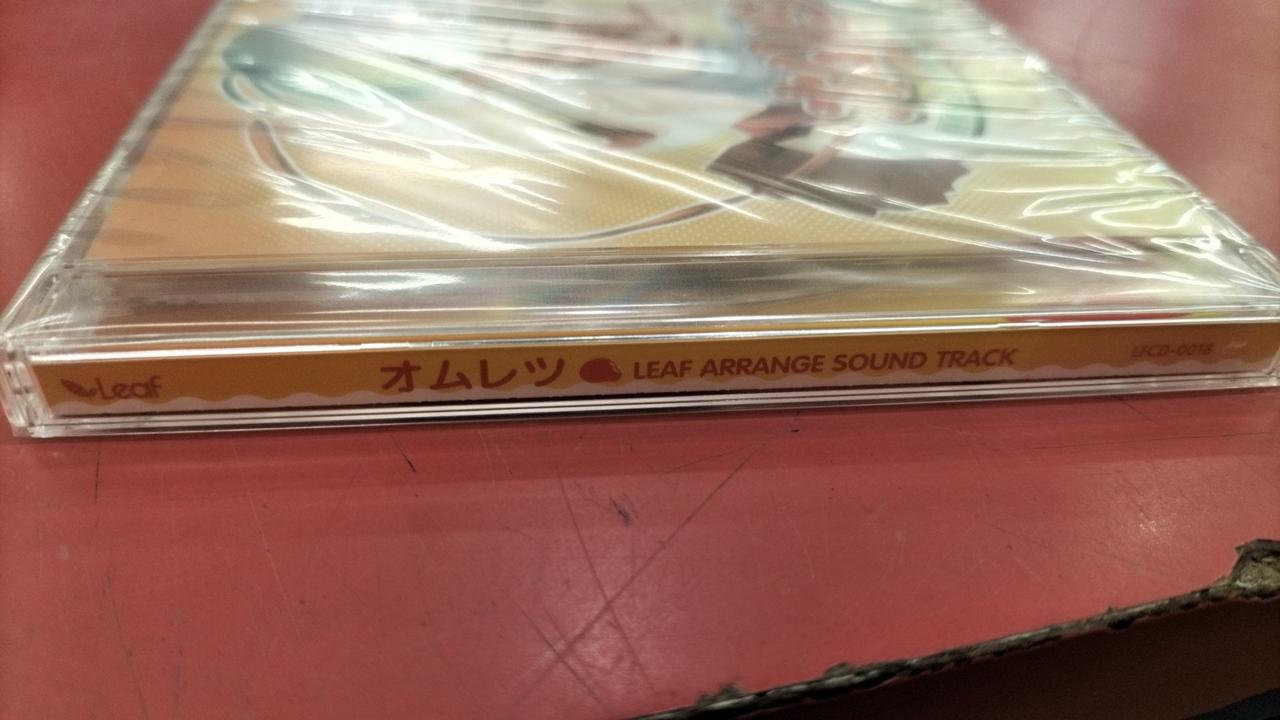 Leaf オムレツ LEAF ARRANGE SOUND TRACK LFCD-0018